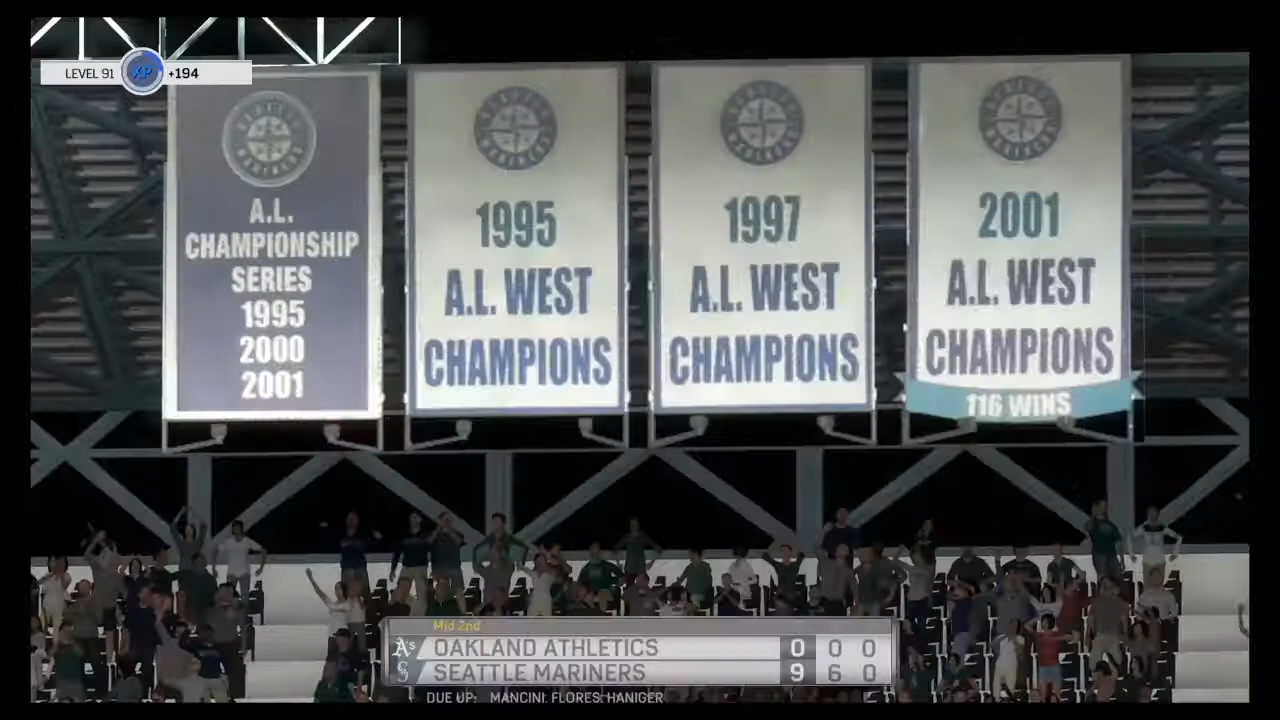 LEVEL 91 XP +194
A.L.
CHAMPIONSHIP
SERIES
1995
2000
2001
1995
A.L. WEST
CHAMPIONS
1997
A.L. WEST
CHAMPIONS
2001
A.L. WEST
CHAMPIONS
116 WINS
Mid 2nd
A's OAKLAND ATHLETICS 0 0 0
S SEATTLE MARINERS 9 6 0
DUE UP: MANCINI, FLORES, HANIGER